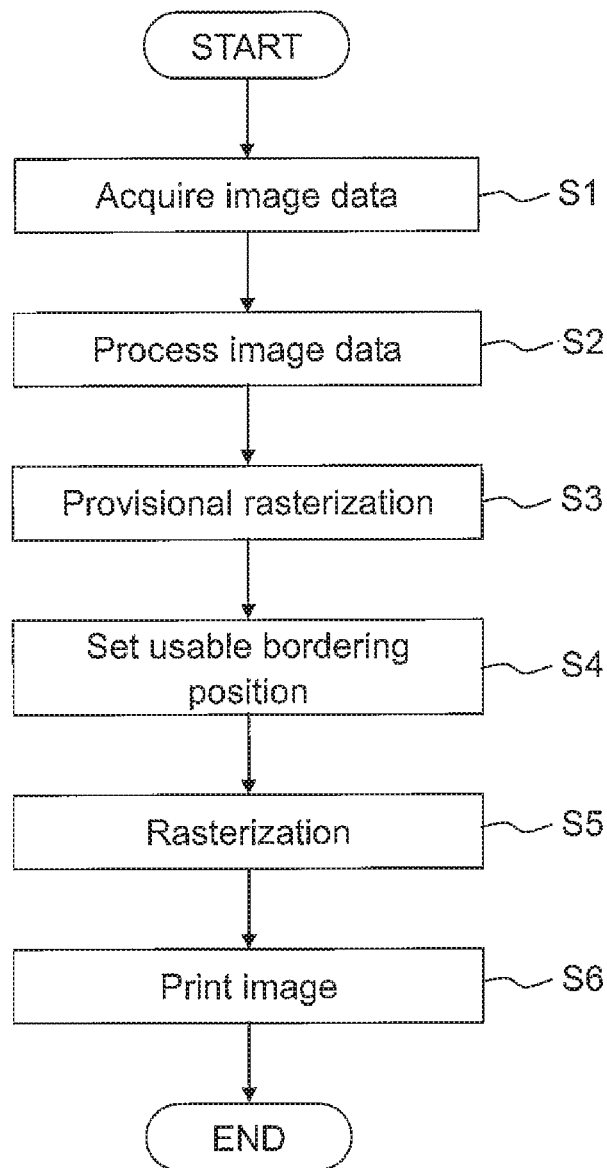 START
Acquire image data
S1
Process image data
S2
Provisional rasterization
S3
Set usable bordering
position
S4
Rasterization
S5
Print image
S6
END